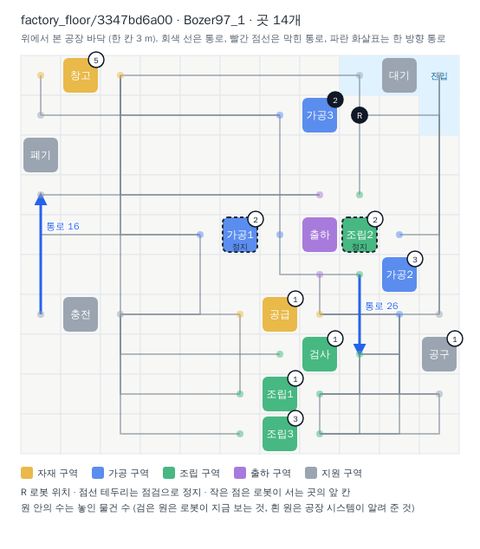 factory_floor/3347bd6a00 · Bozer97_1 · 곳 14개
위에서 본 공장 바닥 (한 칸 3 m). 회색 선은 통로, 빨간 점선은 막힌 통로, 파란 화살표는 한 방향 통로
창고 5
대기
진입
가공3 2
R
폐기
통로 16
가공1 2
정지
출하
조립2 2
정지
가공2 3
통로 26
충전
공급 1
검사 1
공구 1
조립1 1
조립3 3
자재 구역
가공 구역
조립 구역
출하 구역
지원 구역
R 로봇 위치 · 점선 테두리는 점검으로 정지 · 작은 점은 로봇이 서는 곳의 앞 칸
원 안의 수는 놓인 물건 수 (검은 원은 로봇이 지금 보는 것, 흰 원은 공장 시스템이 알려 준 것)